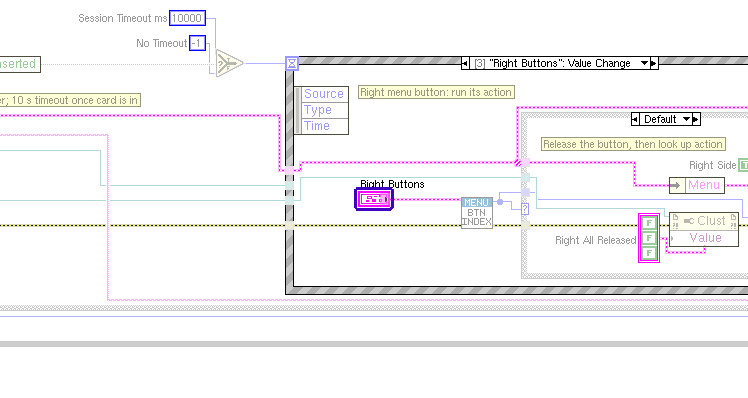 Session Timeout ms 10000
No Timeout -1
nserted
[3] "Right Buttons": Value Change
er; 10 s timeout once card is in
Source
Type
Time
Right menu button: run its action
Default
Release the button, then look up action
Right Side T
Right Buttons
Menu
MENU
BTN
INDEX
?
Clust
Right All Released
F
F
F
Value